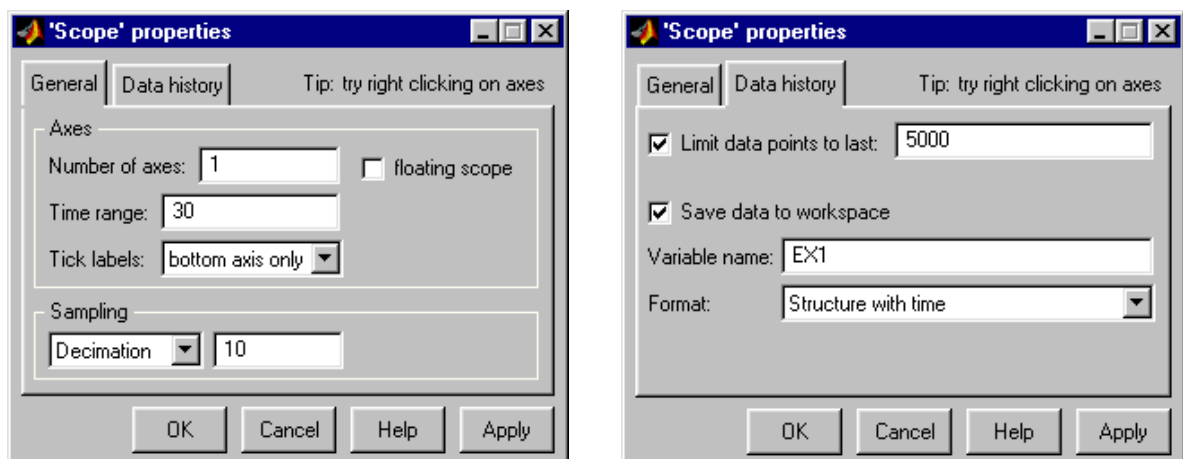 'Scope' properties
General
Data history
Tip: try right clicking on axes
Axes
Number of axes: 1
floating scope
Time range: 30
Tick labels: bottom axis only
Sampling
Decimation 10
OK
Cancel
Help
Apply
'Scope' properties
General
Data history
Tip: try right clicking on axes
Limit data points to last: 5000
Save data to workspace
Variable name: EX1
Format: Structure with time
OK
Cancel
Help
Apply